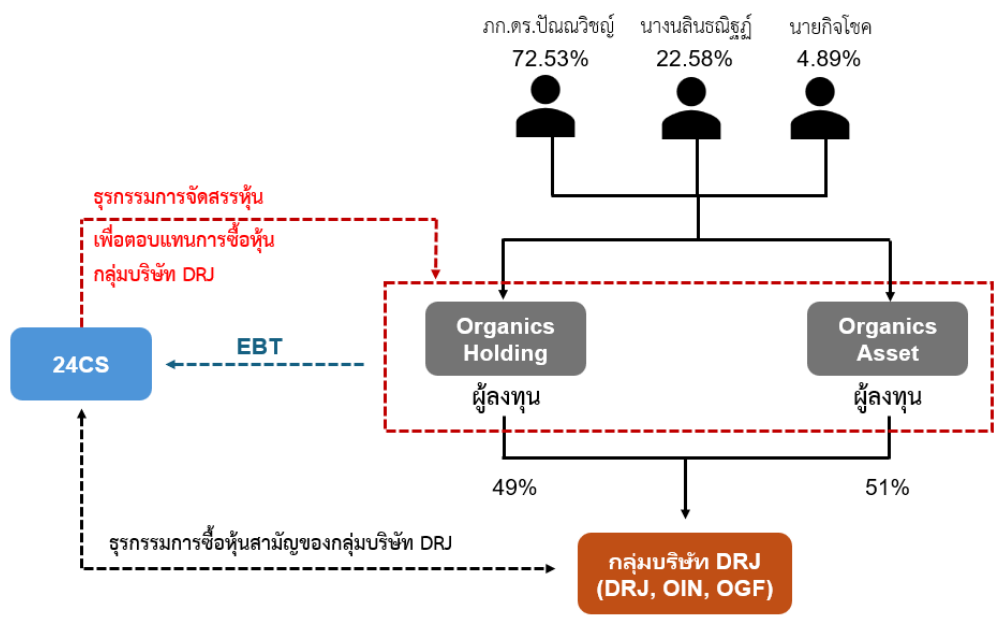 ภก.ดร.ปัณณวิชญ์
นางนลินธณิฐฏ์
นายกิจโชค
72.53%
22.58%
4.89%
ธุรกรรมการจัดสรรหุ้น
เพื่อตอบแทนการซื้อหุ้น
กลุ่มบริษัท DRJ
Organics
Holding
Organics
Asset
24CS
EBT
ผู้ลงทุน
ผู้ลงทุน
49%
51%
ธุรกรรมการซื้อหุ้นสามัญของกลุ่มบริษัท DRJ
กลุ่มบริษัท DRJ
(DRJ, OIN, OGF)